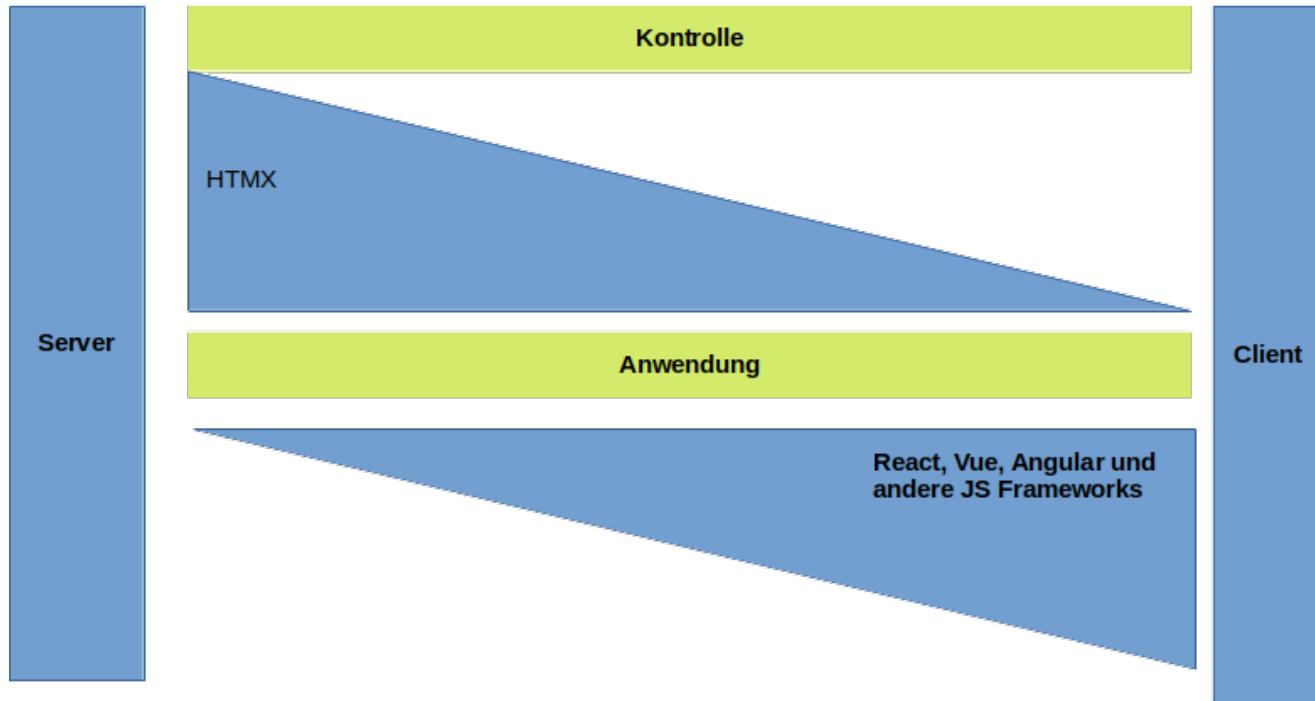 Kontrolle
HTMX
Server
Anwendung
Client
React, Vue, Angular und
andere JS Frameworks